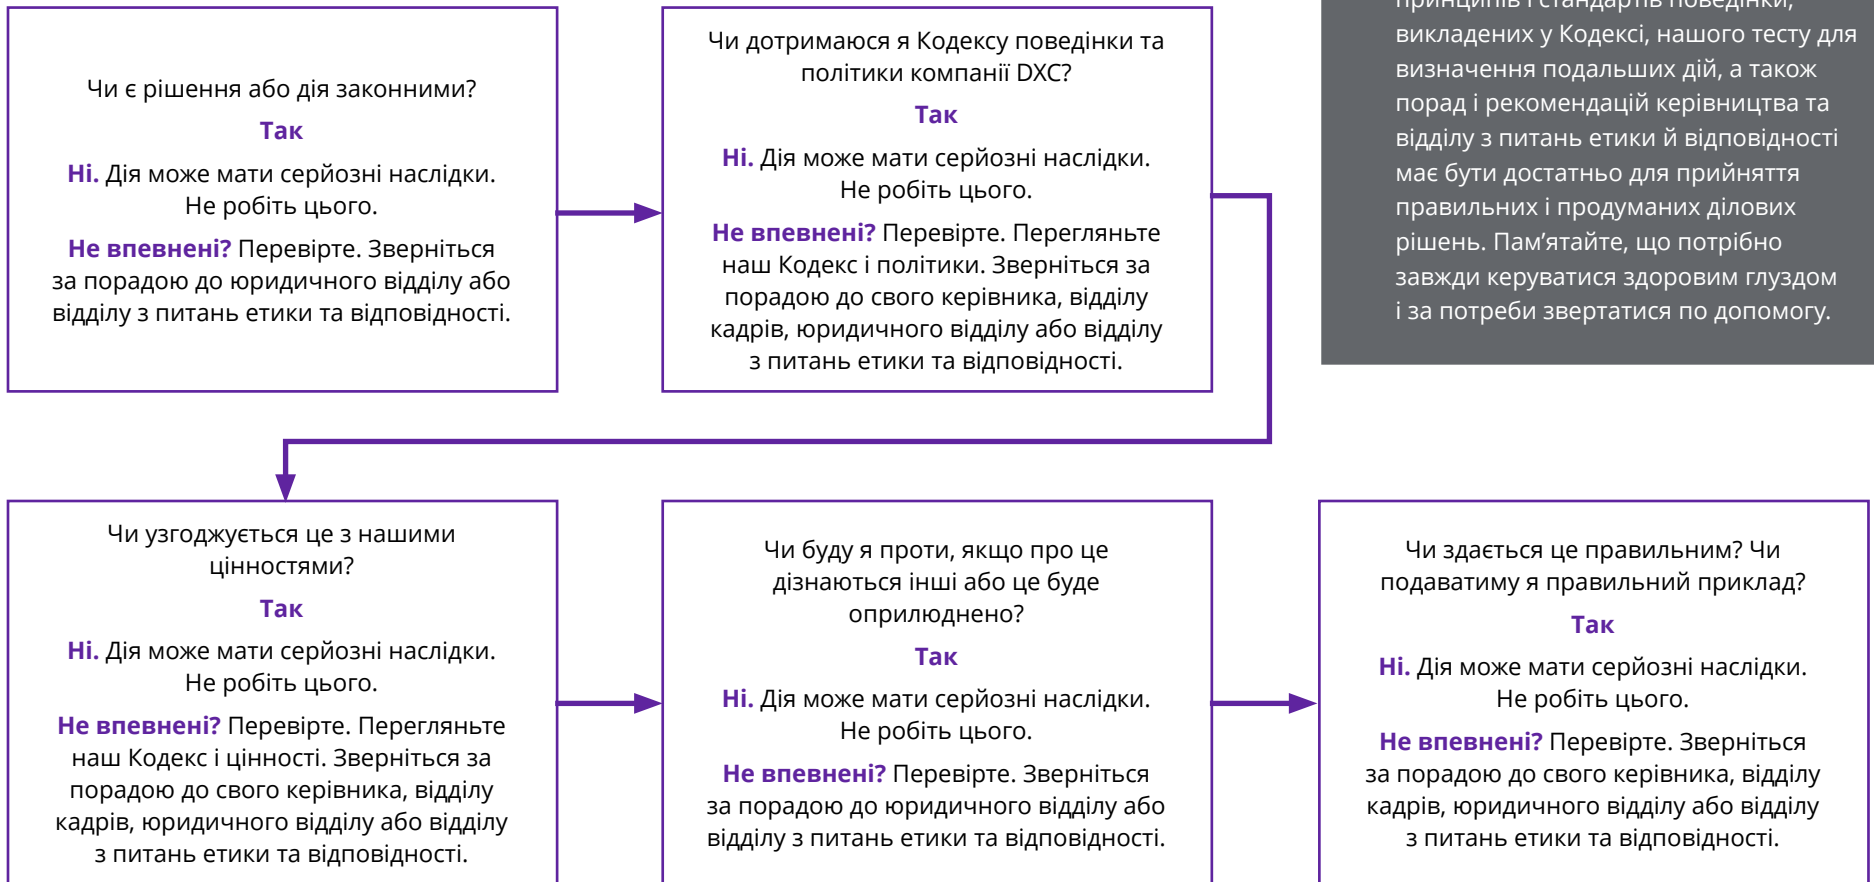 Чи є рішення або дія законними?
Так
Ні. Дія може мати серйозні наслідки.
Не робіть цього.
Не впевнені? Перевірте. Зверніться
за порадою до юридичного відділу або
відділу з питань етики та відповідності.
Чи дотримаюся я Кодексу поведінки та
політики компанії DXC?
Так
Ні. Дія може мати серйозні наслідки.
Не робіть цього.
Не впевнені? Перевірте. Перегляньте
наш Кодекс і політики. Зверніться за
порадою до свого керівника, відділу
кадрів, юридичного відділу або відділу
з питань етики та відповідності.
принципів і стандартів поведінки,
викладених у Кодексі, нашого тесту для
визначення подальших дій, а також
порад і рекомендацій керівництва та
відділу з питань етики й відповідності
має бути достатньо для прийняття
правильних і продуманих ділових
рішень. Пам’ятайте, що потрібно
завжди керуватися здоровим глуздом
і за потреби звертатися по допомогу.
Чи узгоджується це з нашими
цінностями?
Так
Ні. Дія може мати серйозні наслідки.
Не робіть цього.
Не впевнені? Перевірте. Перегляньте
наш Кодекс і цінності. Зверніться за
порадою до свого керівника, відділу
кадрів, юридичного відділу або відділу
з питань етики та відповідності.
Чи буду я проти, якщо про це
дізнаються інші або це буде
оприлюднено?
Так
Ні. Дія може мати серйозні наслідки.
Не робіть цього.
Не впевнені? Перевірте. Зверніться
за порадою до юридичного відділу або
відділу з питань етики та відповідності.
Чи здається це правильним? Чи
подаватиму я правильний приклад?
Так
Ні. Дія може мати серйозні наслідки.
Не робіть цього.
Не впевнені? Перевірте. Зверніться
за порадою до свого керівника, відділу
кадрів, юридичного відділу або відділу
з питань етики та відповідності.